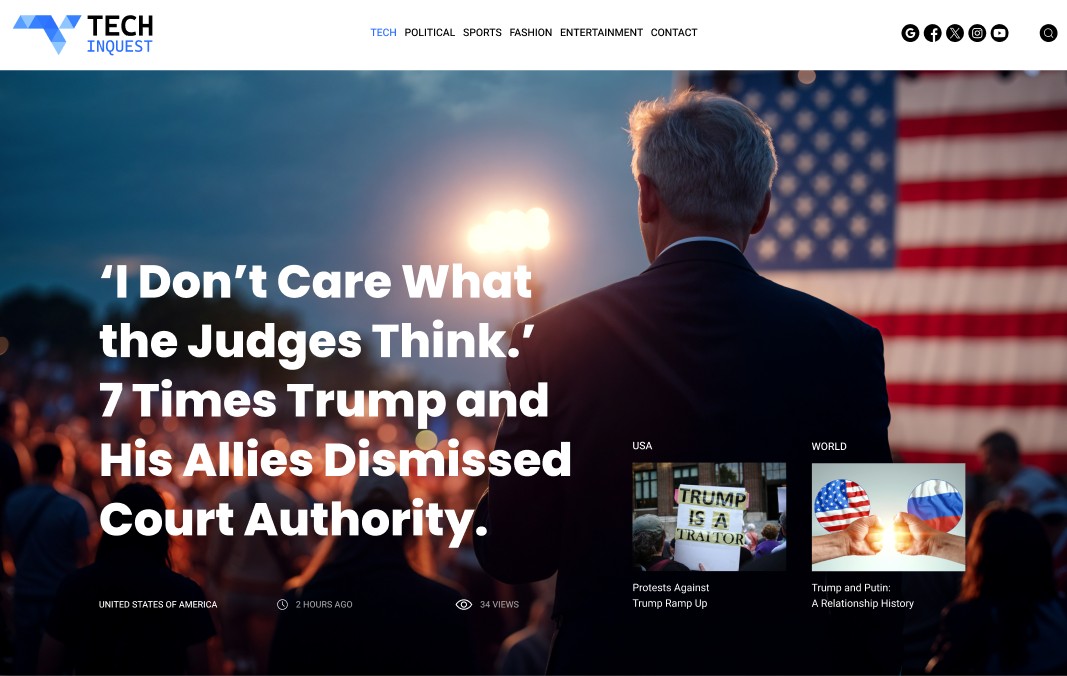 TECH
INQUEST
TECH POLITICAL SPORTS FASHION ENTERTAINMENT CONTACT
‘I Don’t Care What
the Judges Think.’
7 Times Trump and
His Allies Dismissed
Court Authority.
UNITED STATES OF AMERICA
2 HOURS AGO
34 VIEWS
USA
TRUMP
IS A
TRAITOR
Protests Against
Trump Ramp Up
WORLD
Trump and Putin:
A Relationship History